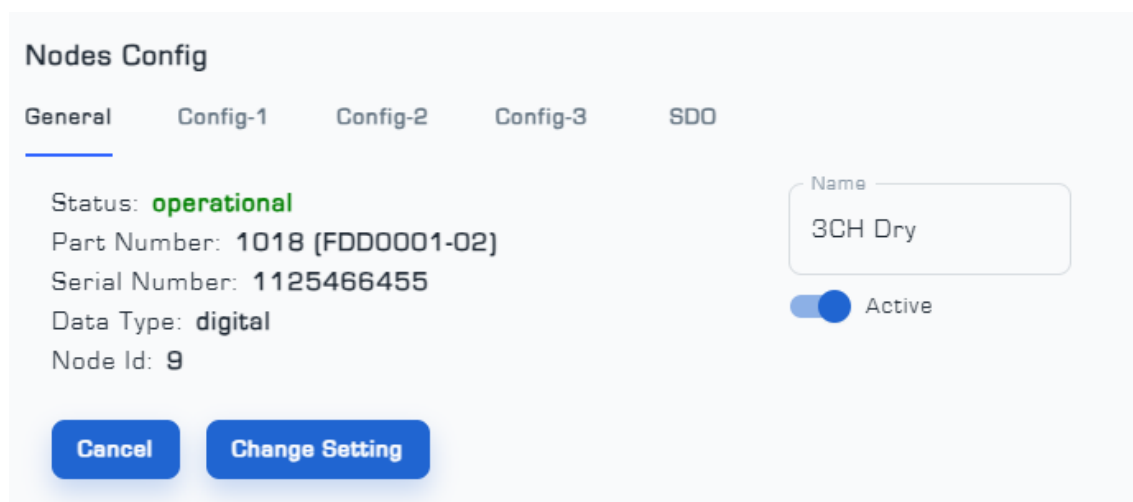 Nodes Config
General Config-1 Config-2 Config-3 SDO
Status: operational
Part Number: 1018 (FDD0001-02)
Serial Number: 1125466455
Data Type: digital
Node Id: 9
Name
3CH Dry
Active
Cancel Change Setting